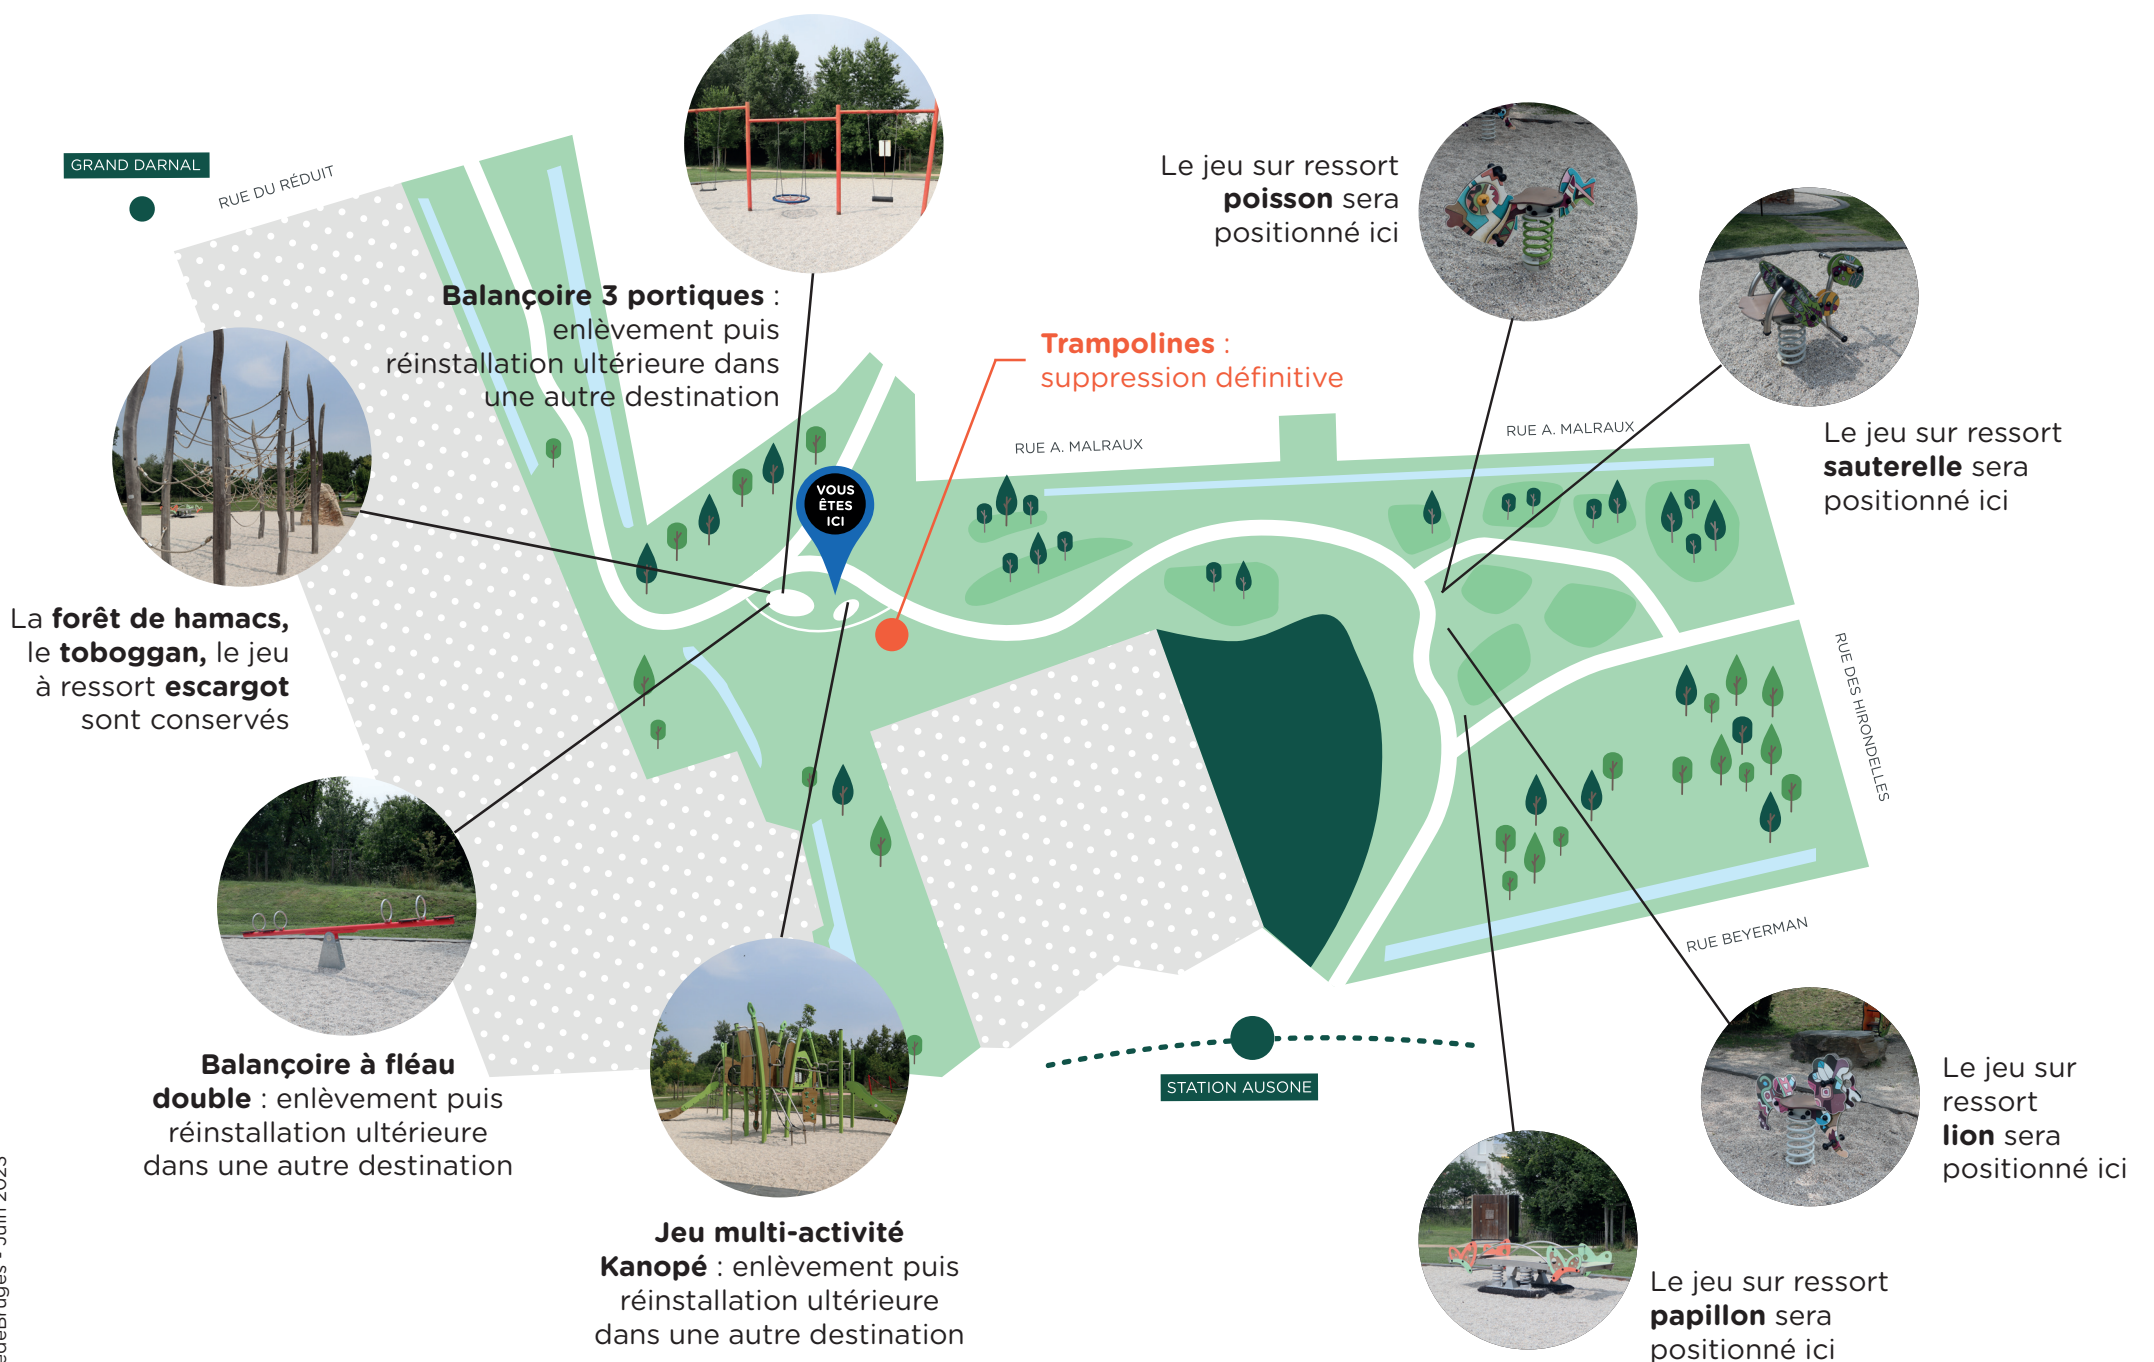 GRAND DARNAL
RUE DU RÉDUIT
Balançoire 3 portiques :
enlèvement puis
réinstallation ultérieure dans
une autre destination
Trampolines :
suppression définitive
Le jeu sur ressort
poisson sera
positionné ici
Le jeu sur ressort
sauterelle sera
positionné ici
RUE A. MALRAUX
RUE A. MALRAUX
VOUS
ÊTES
ICI
La forêt de hamacs,
le toboggan, le jeu
à ressort escargot
sont conservés
RUE DES HIRONDELLES
RUE BEYERMAN
STATION AUSONE
Balançoire à fléau
double : enlèvement puis
réinstallation ultérieure
dans une autre destination
Jeu multi-activité
Kanopé : enlèvement puis
réinstallation ultérieure
dans une autre destination
Le jeu sur
ressort
lion sera
positionné ici
Le jeu sur ressort
papillon sera
positionné ici
Juin 2023